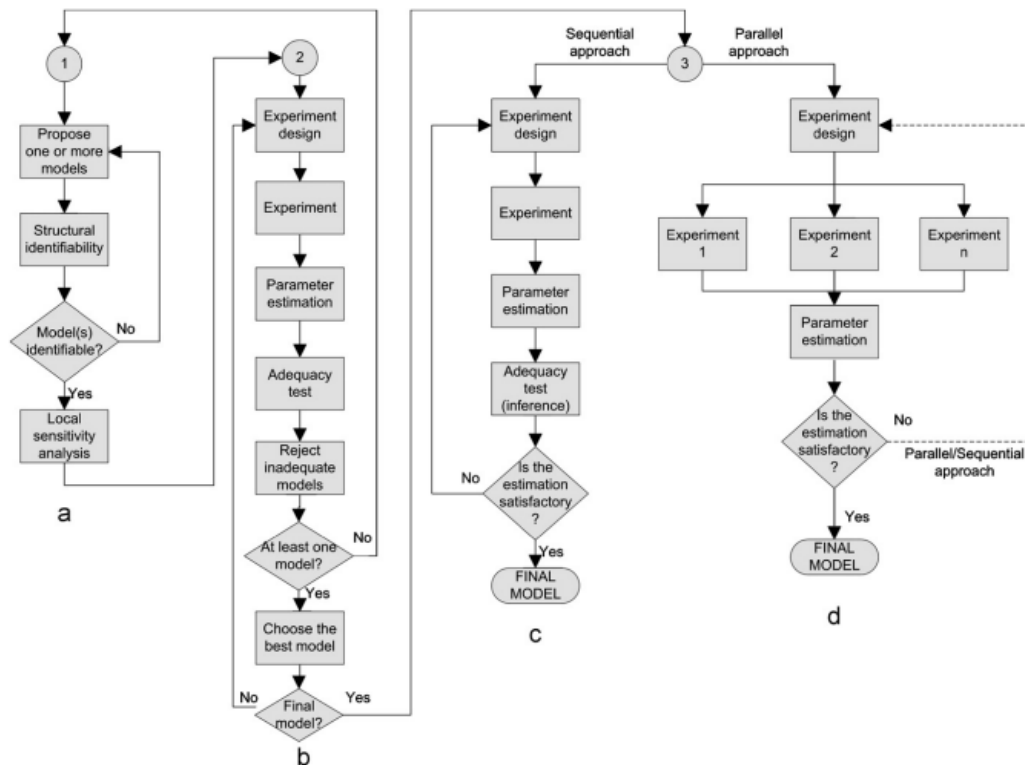 1
Propose
one or more
models
Structural
identifiability
Model(s)
identifiable?
No
Yes
Local
sensitivity
analysis
a
2
Experiment
design
Experiment
Parameter
estimation
Adequacy
test
Reject
inadequate
models
At least one
model?
No
Yes
Choose the
best model
No
Final
model?
Yes
b
Sequential
approach
3
Parallel
approach
Experiment
design
Experiment
Parameter
estimation
Adequacy
test
(inference)
Is the
estimation
satisfactory
?
No
Yes
FINAL
MODEL
c
Experiment
design
Experiment
1
Experiment
2
Experiment
n
Parameter
estimation
Is the
estimation
satisfactory
?
No
Parallel/Sequential
approach
Yes
FINAL
MODEL
d